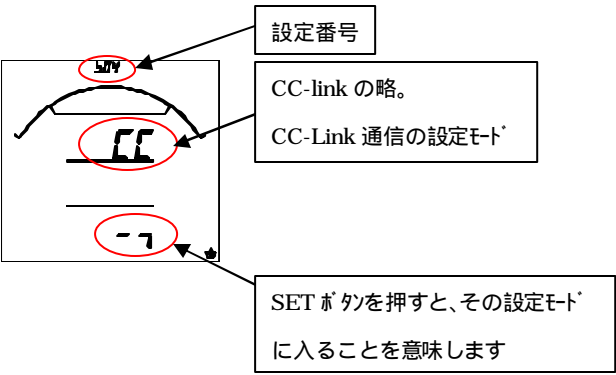 設定番号
CC-link の略。
CC-Link 通信の設定ﾓｰﾄﾞ
CC
SET ﾎﾞﾀﾝを押すと、その設定ﾓｰﾄﾞ
に入ることを意味します